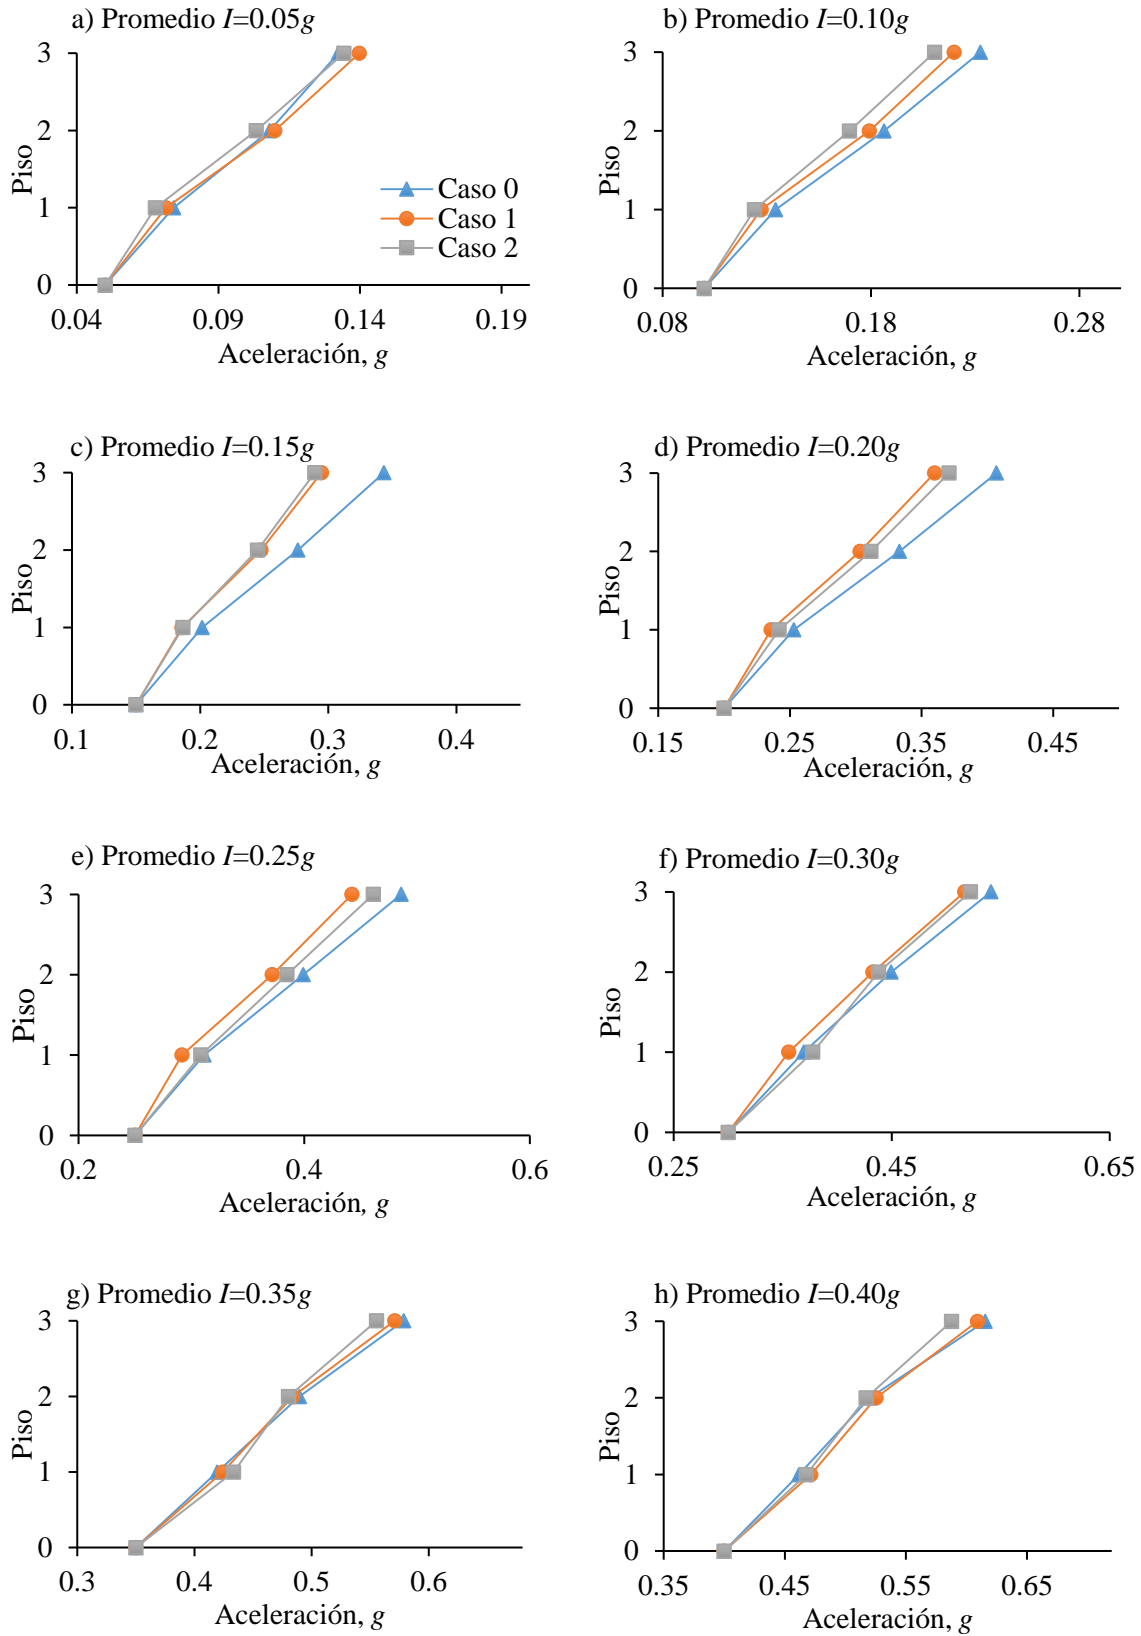 a) Promedio I=0.05g
3
2
1
0
Piso
Caso 0
Caso 1
Caso 2
0.04 0.09 0.14 0.19
Aceleración, g
b) Promedio I=0.10g
3
2
1
0
Piso
0.08 0.18 0.28
Aceleración, g
c) Promedio I=0.15g
3
2
1
0
Piso
0.1 0.2 0.3 0.4
Aceleración, g
d) Promedio I=0.20g
3
2
1
0
Piso
0.15 0.25 0.35 0.45
Aceleración, g
e) Promedio I=0.25g
3
2
1
0
Piso
0.2 0.4 0.6
Aceleración, g
f) Promedio I=0.30g
3
2
1
0
Piso
0.25 0.45 0.65
Aceleración, g
g) Promedio I=0.35g
3
2
1
0
Piso
0.3 0.4 0.5 0.6
Aceleración, g
h) Promedio I=0.40g
3
2
1
0
Piso
0.35 0.45 0.55 0.65
Aceleración, g